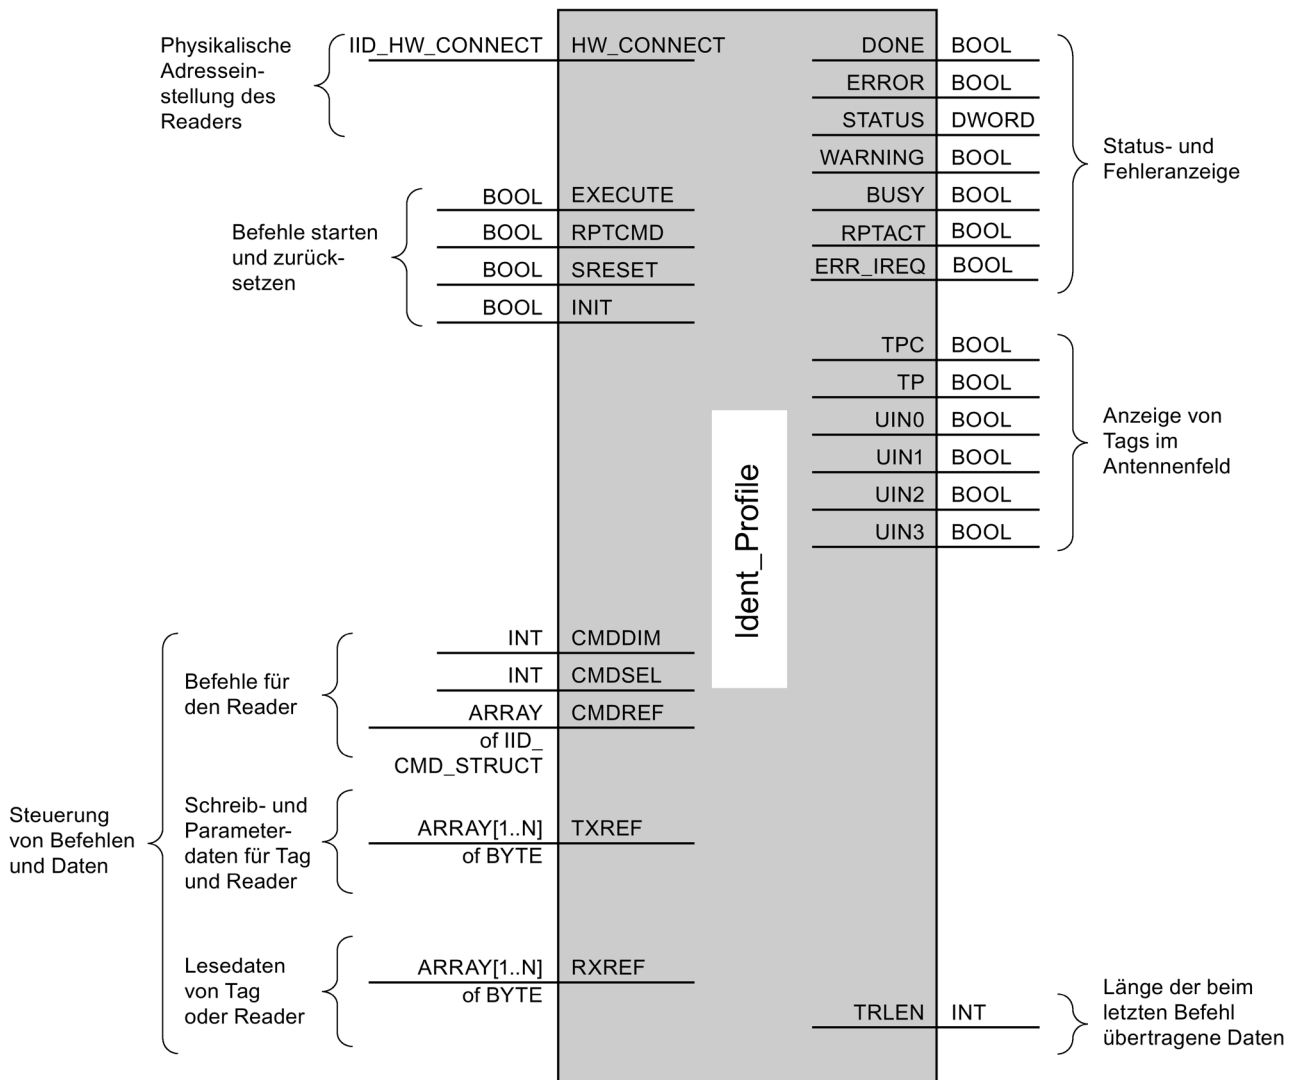 Physikalische
Adressein-
stellung des
Readers
IID_HW_CONNECT HW_CONNECT
DONE BOOL
ERROR BOOL
STATUS DWORD
WARNING BOOL
BUSY BOOL
RPTACT BOOL
ERR_IREQ BOOL
Status- und
Fehleranzeige
Befehle starten
und zurück-
setzen
BOOL EXECUTE
BOOL RPTCMD
BOOL SRESET
BOOL INIT
TPC BOOL
TP BOOL
UIN0 BOOL
UIN1 BOOL
UIN2 BOOL
UIN3 BOOL
Anzeige von
Tags im
Antennenfeld
Ident_Profile
Steuerung
von Befehlen
und Daten
Befehle für
den Reader
INT CMDDIM
INT CMDSEL
ARRAY CMDREF
of IID_
CMD_STRUCT
Schreib- und
Parameter-
daten für Tag
und Reader
ARRAY[1..N] TXREF
of BYTE
Lesedaten
von Tag
oder Reader
ARRAY[1..N] RXREF
of BYTE
TRLEN INT
Länge der beim
letzten Befehl
übertragene Daten